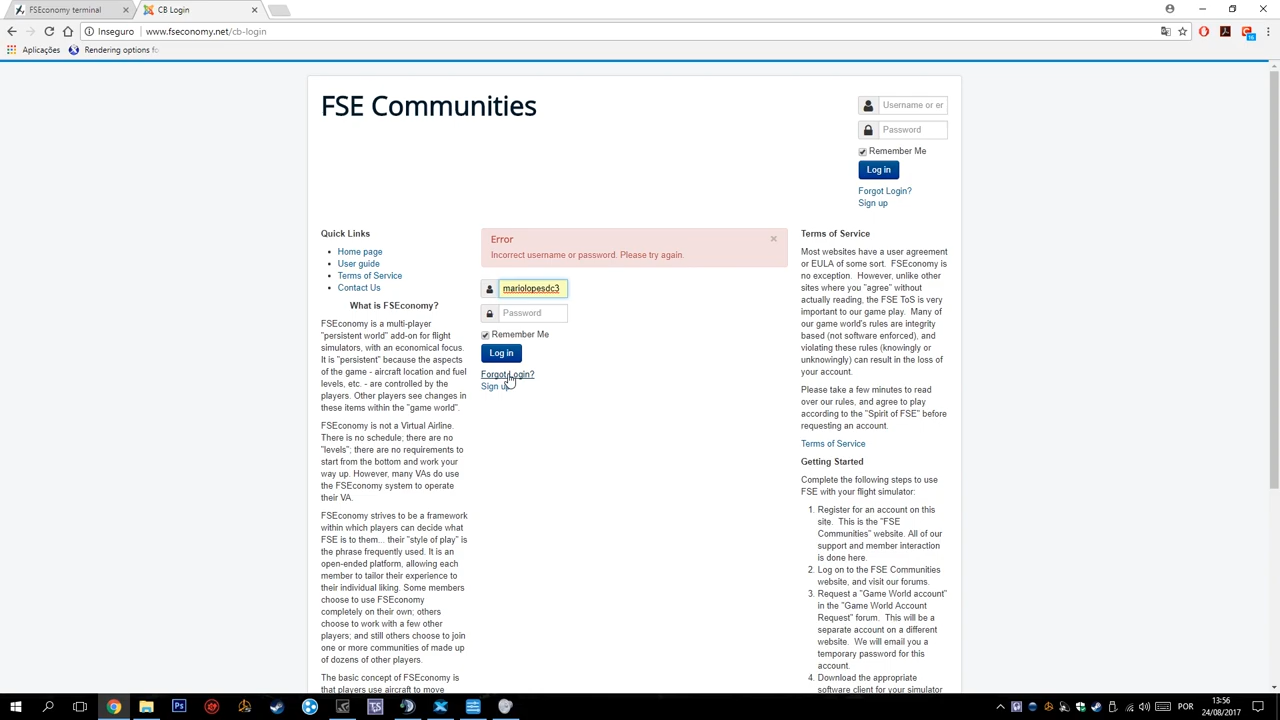 FSEconomy terminal
CB Login
Inseguro
www.fseconomy.net/cb-login
Aplicações
Rendering options fo
FSE Communities
Username or er
Password
Remember Me
Log in
Forgot Login?
Sign up
Quick Links
Home page
User guide
Terms of Service
Contact Us
What is FSEconomy?
FSEconomy is a multi-player
"persistent world" add-on for flight
simulators, with an economical focus.
It is "persistent" because the aspects
of the game - aircraft location and fuel
levels, etc. - are controlled by the
players. Other players see changes in
these items within the "game world".
FSEconomy is not a Virtual Airline.
There is no schedule; there are no
"levels"; there are no requirements to
start from the bottom and work your
way up. However, many VAs do use
the FSEconomy system to operate
their VA.
FSEconomy strives to be a framework
within which players can decide what
FSE is to them... their "style of play" is
the phrase frequently used. It is an
open-ended platform, allowing each
member to tailor their experience to
their individual liking. Some members
choose to use FSEconomy
completely on their own; others
choose to work with a few other
players; and still others choose to join
one or more communities of made up
of dozens of other players.
The basic concept of FSEconomy is
that players use aircraft to move
Error
Incorrect username or password. Please try again.
mariolopesdc3
Password
Remember Me
Log in
Forgot Login?
Sign up
Terms of Service
Most websites have a user agreement
or EULA of some sort. FSEconomy is
no exception. However, unlike other
sites where you "agree" without
actually reading, the FSE ToS is very
important to our game play. Many of
our game world's rules are integrity
based (not software enforced), and
violating these rules (knowingly or
unknowingly) can result in the loss of
your account.
Please take a few minutes to read
over our rules, and agree to play
according to the "Spirit of FSE" before
requesting an account.
Terms of Service
Getting Started
Complete the following steps to use
FSE with your flight simulator:
1. Register for an account on this
site. This is the "FSE
Communities" website. All of our
support and member interaction
is done here.
2. Log on to the FSE Communities
website, and visit our forums.
3. Request a "Game World account"
in the "Game World Account
Request" forum. This will be a
separate account on a different
website. We will email you a
temporary password for this
account.
4. Download the appropriate
software client for your simulator
POR
13:56
24/08/2017